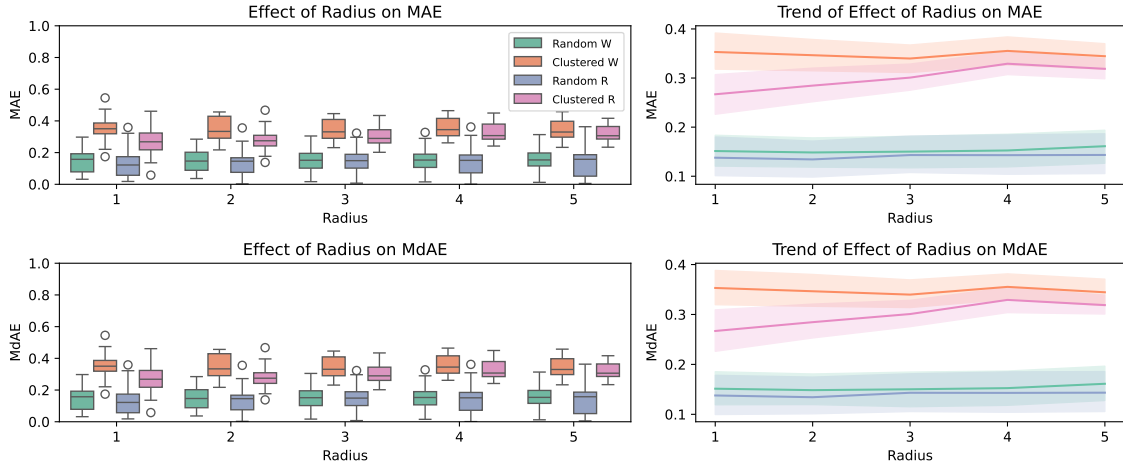 Effect of Radius on MAE
MAE
1.0
0.8
0.6
0.4
0.2
0.0
1
2
3
4
5
Radius
Random W
Clustered W
Random R
Clustered R
Trend of Effect of Radius on MAE
MAE
0.4
0.3
0.2
0.1
1
2
3
4
5
Radius
Effect of Radius on MdAE
MdAE
1.0
0.8
0.6
0.4
0.2
0.0
1
2
3
4
5
Radius
Trend of Effect of Radius on MdAE
MdAE
0.4
0.3
0.2
0.1
1
2
3
4
5
Radius